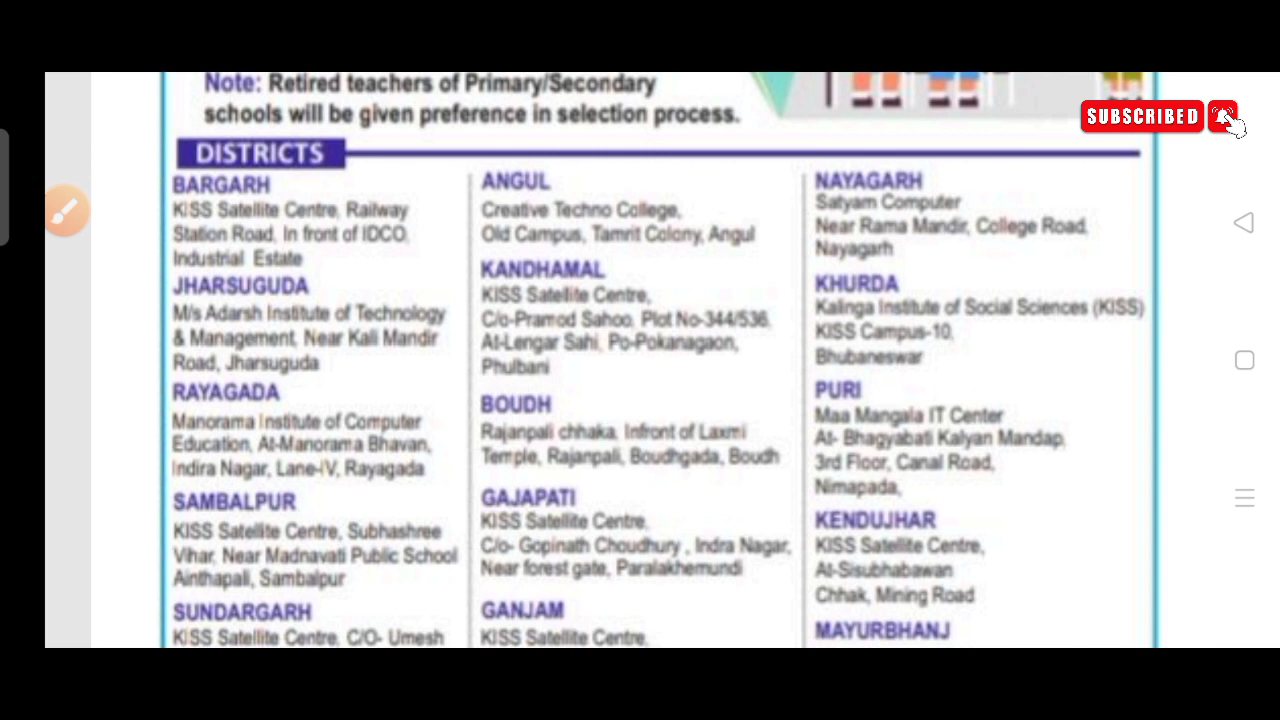 Note: Retired teachers of Primary/Secondary
schools will be given preference in selection process.
SUBSCRIBED
DISTRICTS
BARGARH
KISS Satellite Centre, Railway
Station Road, In front of IDCO,
Industrial Estate
JHARSUGUDA
M/s Adarsh Institute of Technology
& Management, Near Kali Mandir
Road, Jharsuguda
RAYAGADA
Manorama Institute of Computer
Education, At-Manorama Bhavan,
Indira Nagar, Lane-IV, Rayagada
SAMBALPUR
KISS Satellite Centre, Subhashree
Vihar, Near Madnavati Public School
Ainthapali, Sambalpur
SUNDARGARH
KISS Satellite Centre, C/O- Umesh
ANGUL
Creative Techno College,
Old Campus, Tamrit Colony, Angul
KANDHAMAL
KISS Satellite Centre,
C/o-Pramod Sahoo, Plot No-344/536,
At-Lengar Sahi, Po-Pokanagaon,
Phulbani
BOUDH
Rajanpali chhaka, Infront of Laxmi
Temple, Rajanpali, Boudhgada, Boudh
GAJAPATI
KISS Satellite Centre,
C/o- Gopinath Choudhury , Indra Nagar,
Near forest gate, Paralakhemundi
GANJAM
KISS Satellite Centre,
NAYAGARH
Satyam Computer
Near Rama Mandir, College Road,
Nayagarh
KHURDA
Kalinga Institute of Social Sciences (KISS)
KISS Campus-10,
Bhubaneswar
PURI
Maa Mangala IT Center
At- Bhagyabati Kalyan Mandap,
3rd Floor, Canal Road,
Nimapada,
KENDUJHAR
KISS Satellite Centre,
At-Sisubhabawan
Chhak, Mining Road
MAYURBHANJ